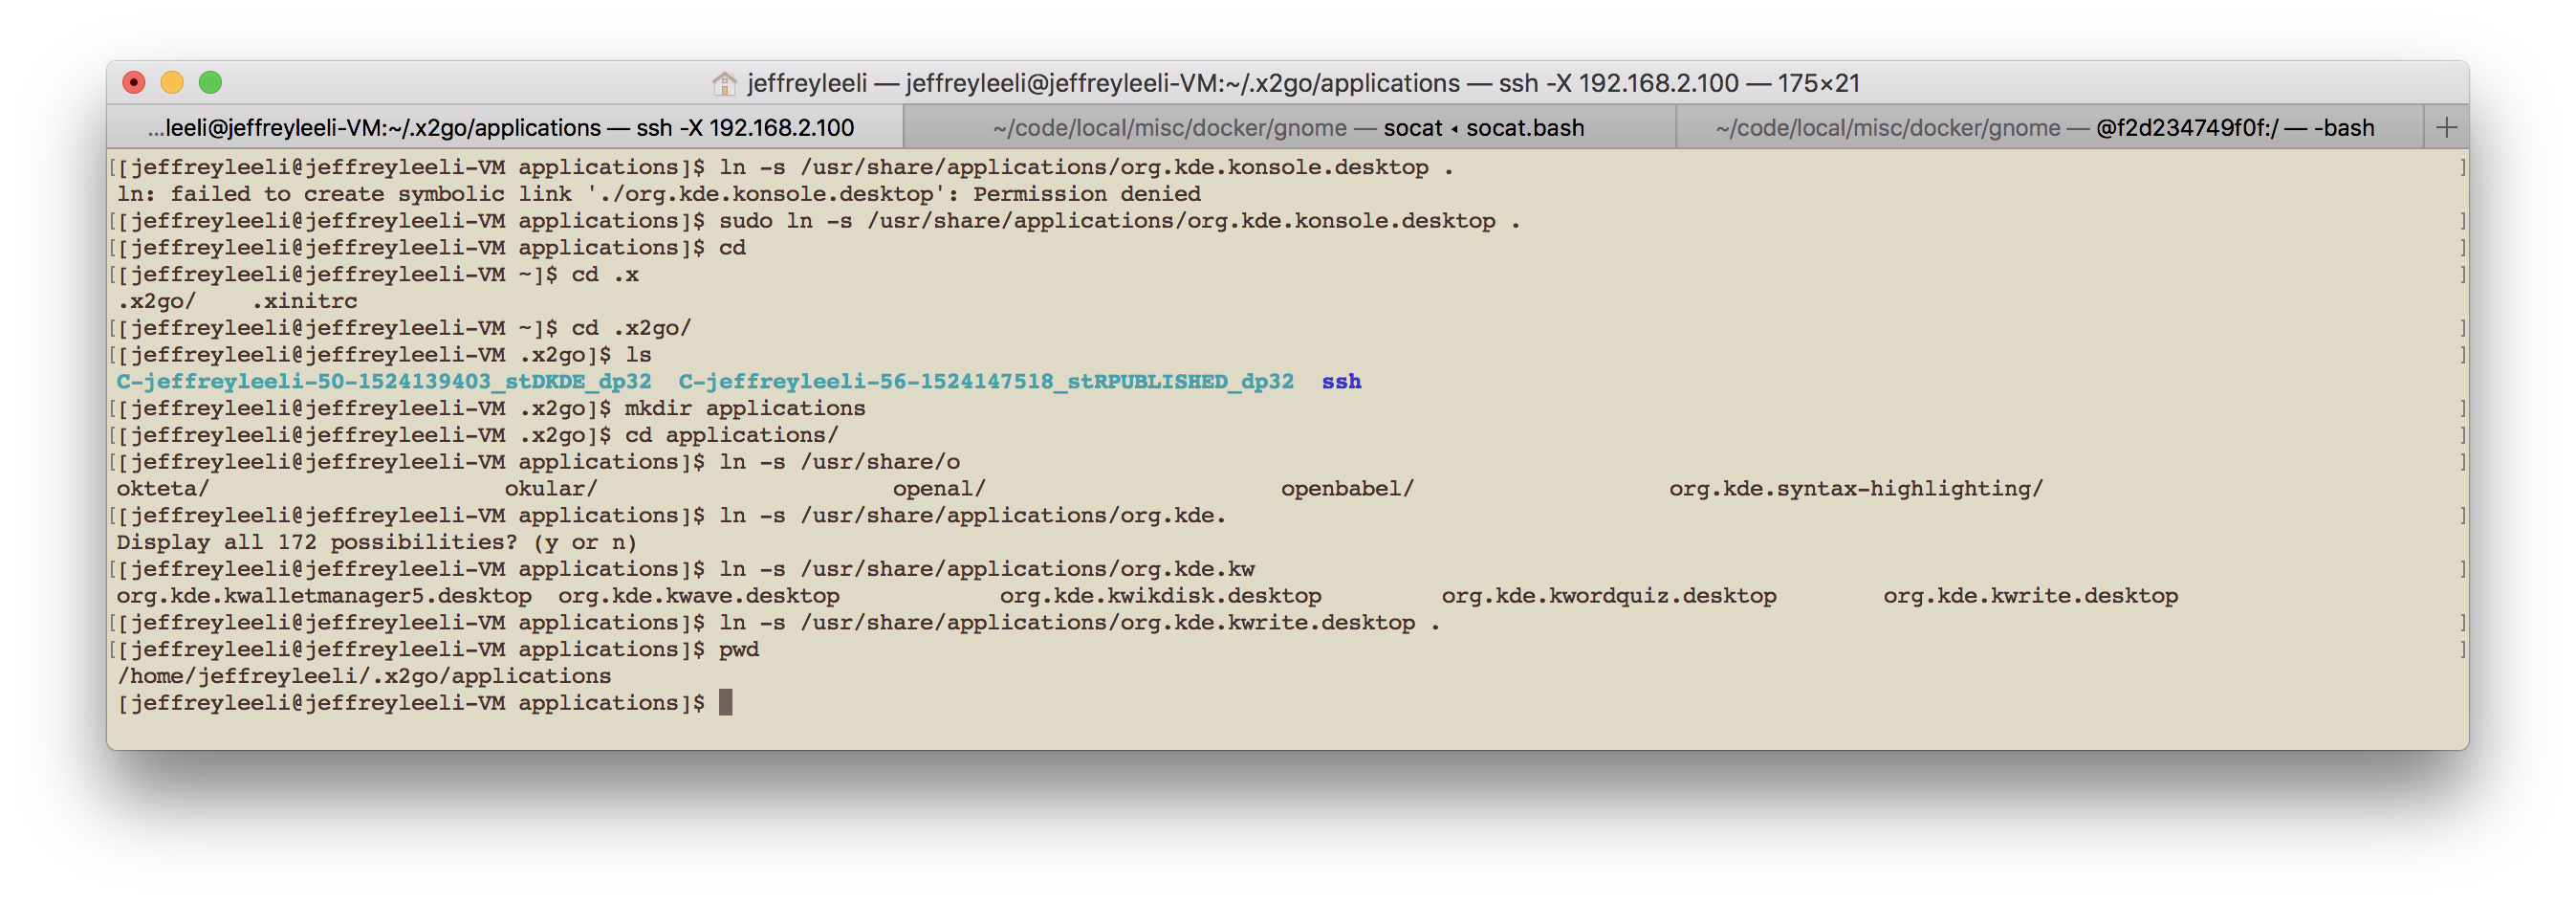 jeffreyleeli — jeffreyleeli@jeffreyleeli-VM:~/.x2go/applications — ssh -X 192.168.2.100 — 175×21
...leeli@jeffreyleeli-VM:~/.x2go/applications — ssh -X 192.168.2.100 ~/code/local/misc/docker/gnome — socat ◂ socat.bash ~/code/local/misc/docker/gnome — @f2d234749f0f:/ — -bash +
[[jeffreyleeli@jeffreyleeli-VM applications]$ ln -s /usr/share/applications/org.kde.konsole.desktop . ]
ln: failed to create symbolic link './org.kde.konsole.desktop': Permission denied
[[jeffreyleeli@jeffreyleeli-VM applications]$ sudo ln -s /usr/share/applications/org.kde.konsole.desktop . ]
[[jeffreyleeli@jeffreyleeli-VM applications]$ cd ]
[[jeffreyleeli@jeffreyleeli-VM ~]$ cd .x ]
.x2go/    .xinitrc
[[jeffreyleeli@jeffreyleeli-VM ~]$ cd .x2go/ ]
[[jeffreyleeli@jeffreyleeli-VM .x2go]$ ls ]
C-jeffreyleeli-50-1524139403_stDKDE_dp32  C-jeffreyleeli-56-1524147518_stRPUBLISHED_dp32  ssh
[[jeffreyleeli@jeffreyleeli-VM .x2go]$ mkdir applications ]
[[jeffreyleeli@jeffreyleeli-VM .x2go]$ cd applications/ ]
[[jeffreyleeli@jeffreyleeli-VM applications]$ ln -s /usr/share/o ]
okteta/    okular/    openal/    openbabel/    org.kde.syntax-highlighting/
[[jeffreyleeli@jeffreyleeli-VM applications]$ ln -s /usr/share/applications/org.kde. ]
Display all 172 possibilities? (y or n)
[[jeffreyleeli@jeffreyleeli-VM applications]$ ln -s /usr/share/applications/org.kde.kw ]
org.kde.kwalletmanager5.desktop  org.kde.kwave.desktop    org.kde.kwikdisk.desktop    org.kde.kwordquiz.desktop    org.kde.kwrite.desktop
[[jeffreyleeli@jeffreyleeli-VM applications]$ ln -s /usr/share/applications/org.kde.kwrite.desktop . ]
[[jeffreyleeli@jeffreyleeli-VM applications]$ pwd ]
/home/jeffreyleeli/.x2go/applications
[jeffreyleeli@jeffreyleeli-VM applications]$